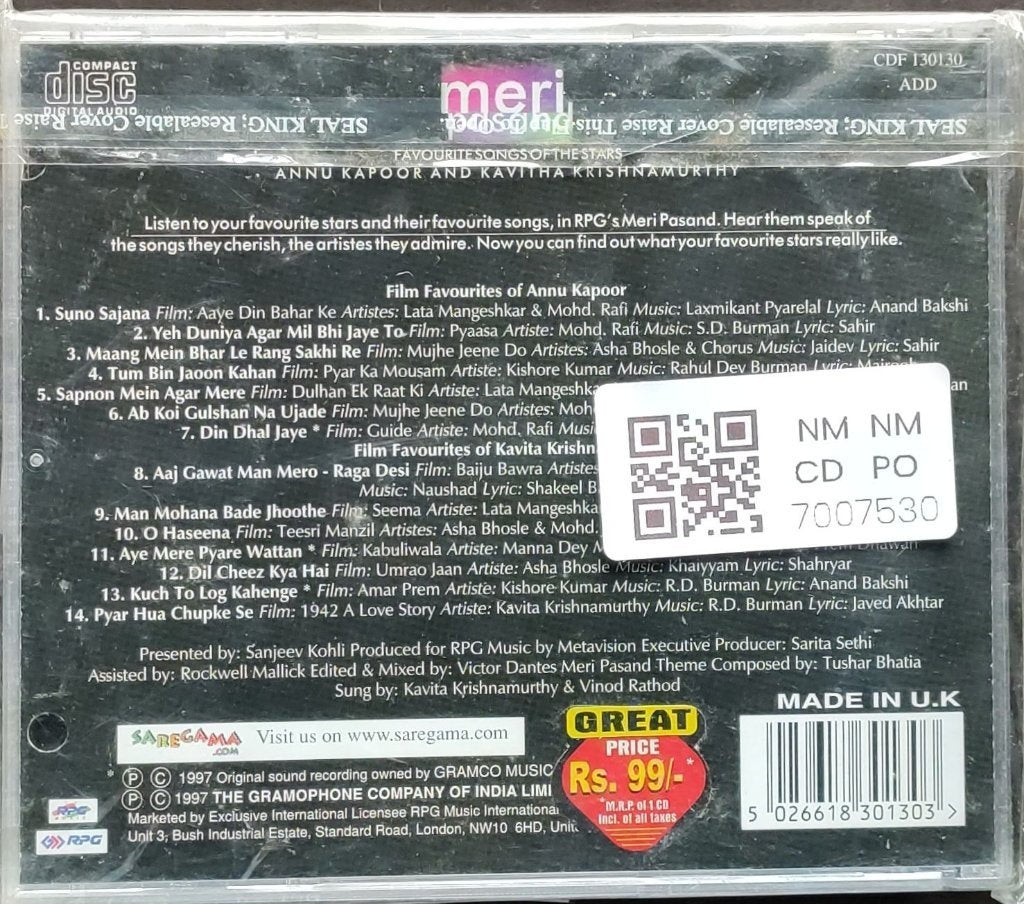 COMPACT
disc
DIGITAL AUDIO
meri
pasand
CDF 130130
ADD
SEAL KING; Resealable Cover Raise This Flap To Open
SEAL KING; Resealable Cover Raise
FAVOURITE SONGS OF THE STARS
ANNU KAPOOR AND KAVITHA KRISHNAMURTHY
Listen to your favourite stars and their favourite songs, in RPG's Meri Pasand. Hear them speak of
the songs they cherish, the artistes they admire. Now you can find out what your favourite stars really like.
Film Favourites of Annu Kapoor
1. Suno Sajana Film: Aaye Din Bahar Ke Artistes: Lata Mangeshkar & Mohd. Rafi Music: Laxmikant Pyarelal Lyric: Anand Bakshi
2. Yeh Duniya Agar Mil Bhi Jaye To Film: Pyaasa Artiste: Mohd. Rafi Music: S.D. Burman Lyric: Sahir
3. Maang Mein Bhar Le Rang Sakhi Re Film: Mujhe Jeene Do Artistes: Asha Bhosle & Chorus Music: Jaidev Lyric: Sahir
4. Tum Bin Jaoon Kahan Film: Pyar Ka Mousam Artiste: Kishore Kumar Music: Rahul Dev Burman Lyric:
5. Sapnon Mein Agar Mere Film: Dulhan Ek Raat Ki Artiste: Lata Mangeshka
6. Ab Koi Gulshan Na Ujade Film: Mujhe Jeene Do Artistes: Moh
7. Din Dhal Jaye * Film: Guide Artiste: Mohd. Rafi Musi
Film Favourites of Kavita Krishn
8. Aaj Gawat Man Mero - Raga Desi Film: Baiju Bawra Artistes
Music: Naushad Lyric: Shakeel B
9. Man Mohana Bade Jhoothe Film: Seema Artiste: Lata Mangeshka
10. O Haseena Film: Teesri Manzil Artistes: Asha Bhosle & Mohd.
11. Aye Mere Pyare Wattan * Film: Kabuliwala Artiste: Manna Dey M Dhawan
12. Dil Cheez Kya Hai Film: Umrao Jaan Artiste: Asha Bhosle Music: Khaiyyam Lyric: Shahryar
13. Kuch To Log Kahenge * Film: Amar Prem Artiste: Kishore Kumar Music: R.D. Burman Lyric: Anand Bakshi
14. Pyar Hua Chupke Se Film: 1942 A Love Story Artiste: Kavita Krishnamurthy Music: R.D. Burman Lyric: Javed Akhtar
NM NM
CD PO
7007530
Presented by: Sanjeev Kohli Produced for RPG Music by Metavision Executive Producer: Sarita Sethi
Assisted by: Rockwell Mallick Edited & Mixed by: Victor Dantes Meri Pasand Theme Composed by: Tushar Bhatia
Sung by: Kavita Krishnamurthy & Vinod Rathod
MADE IN U.K
SAREGAMA.COM Visit us on www.saregama.com
GREAT
PRICE
Rs. 99/-*
*M.R.P. of 1 CD
Incl. of all taxes
* Ⓟ Ⓒ 1997 Original sound recording owned by GRAMCO MUSIC
Ⓟ Ⓒ 1997 THE GRAMOPHONE COMPANY OF INDIA LIMI
Marketed by Exclusive International Licensee RPG Music Internationa
Unit 3, Bush Industrial Estate, Standard Road, London, NW10 6HD, Unit
RPG
RPG
5 026618 301303 >